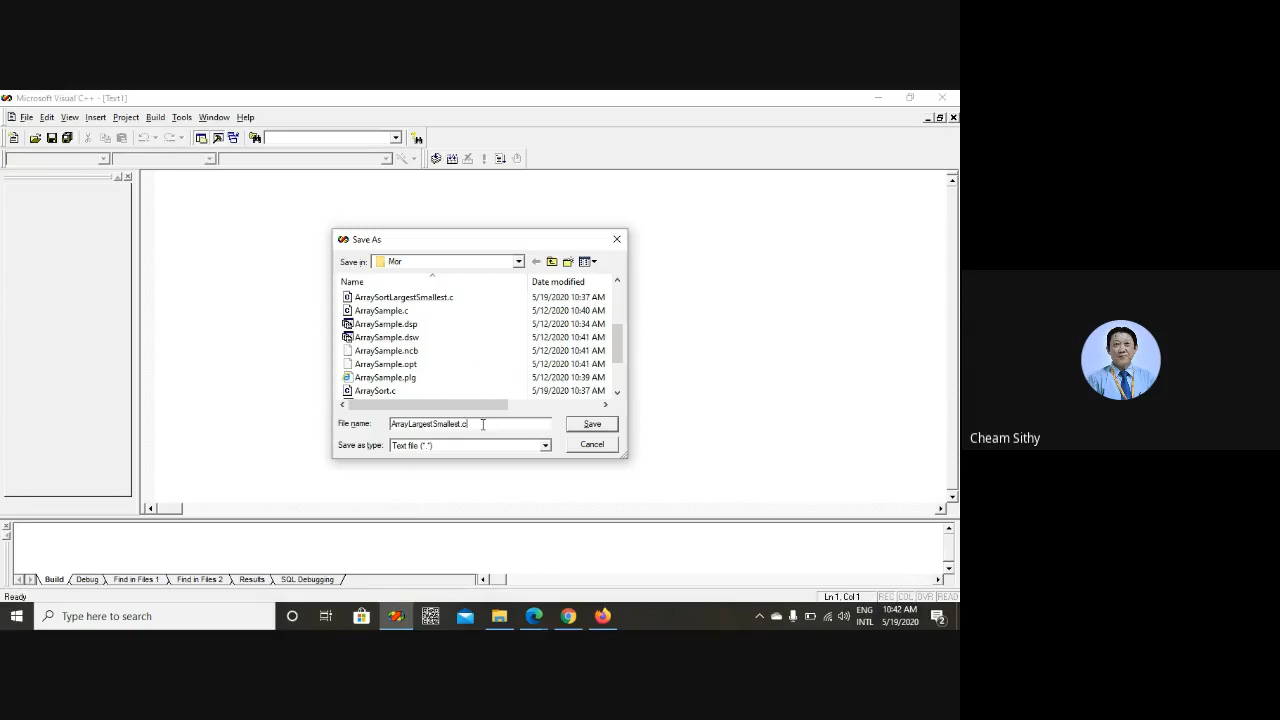 Microsoft Visual C++ - [Text1]
File Edit View Insert Project Build Tools Window Help
Save As
Save in: Mor
Name Date modified
ArraySortLargestSmallest.c 5/19/2020 10:37 AM
ArraySample.c 5/12/2020 10:40 AM
ArraySample.dsp 5/12/2020 10:34 AM
ArraySample.dsw 5/12/2020 10:41 AM
ArraySample.ncb 5/12/2020 10:41 AM
ArraySample.opt 5/12/2020 10:41 AM
ArraySample.plg 5/12/2020 10:39 AM
ArraySort.c 5/19/2020 10:37 AM
File name: ArrayLargestSmallest.c
Save
Save as type: Text file (*.*)
Cancel
Cheam Sithy
Build Debug Find in Files 1 Find in Files 2 Results SQL Debugging
Ready Ln 1, Col 1 REC COL OVR READ
Type here to search
ENG 10:42 AM
INTL 5/19/2020
2